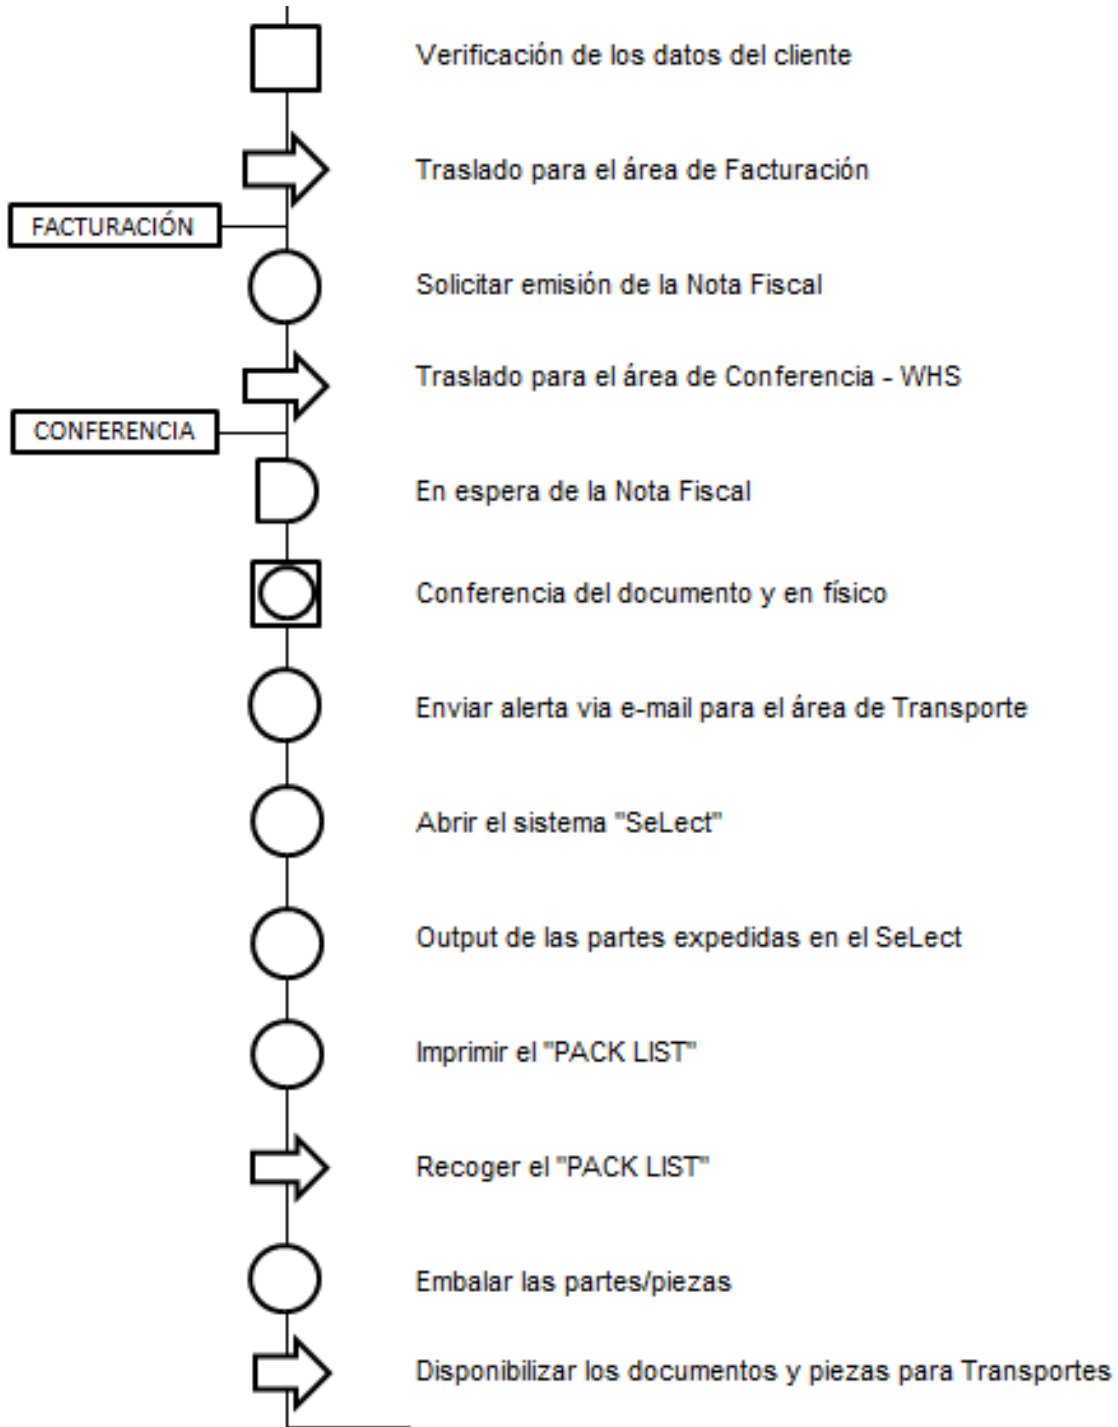 Verificación de los datos del cliente
Traslado para el área de Facturación
FACTURACIÓN
Solicitar emisión de la Nota Fiscal
Traslado para el área de Conferencia - WHS
CONFERENCIA
En espera de la Nota Fiscal
Conferencia del documento y en físico
Enviar alerta via e-mail para el área de Transporte
Abrir el sistema "SeLect"
Output de las partes expedidas en el SeLect
Imprimir el "PACK LIST"
Recoger el "PACK LIST"
Embalar las partes/piezas
Disponibilizar los documentos y piezas para Transportes